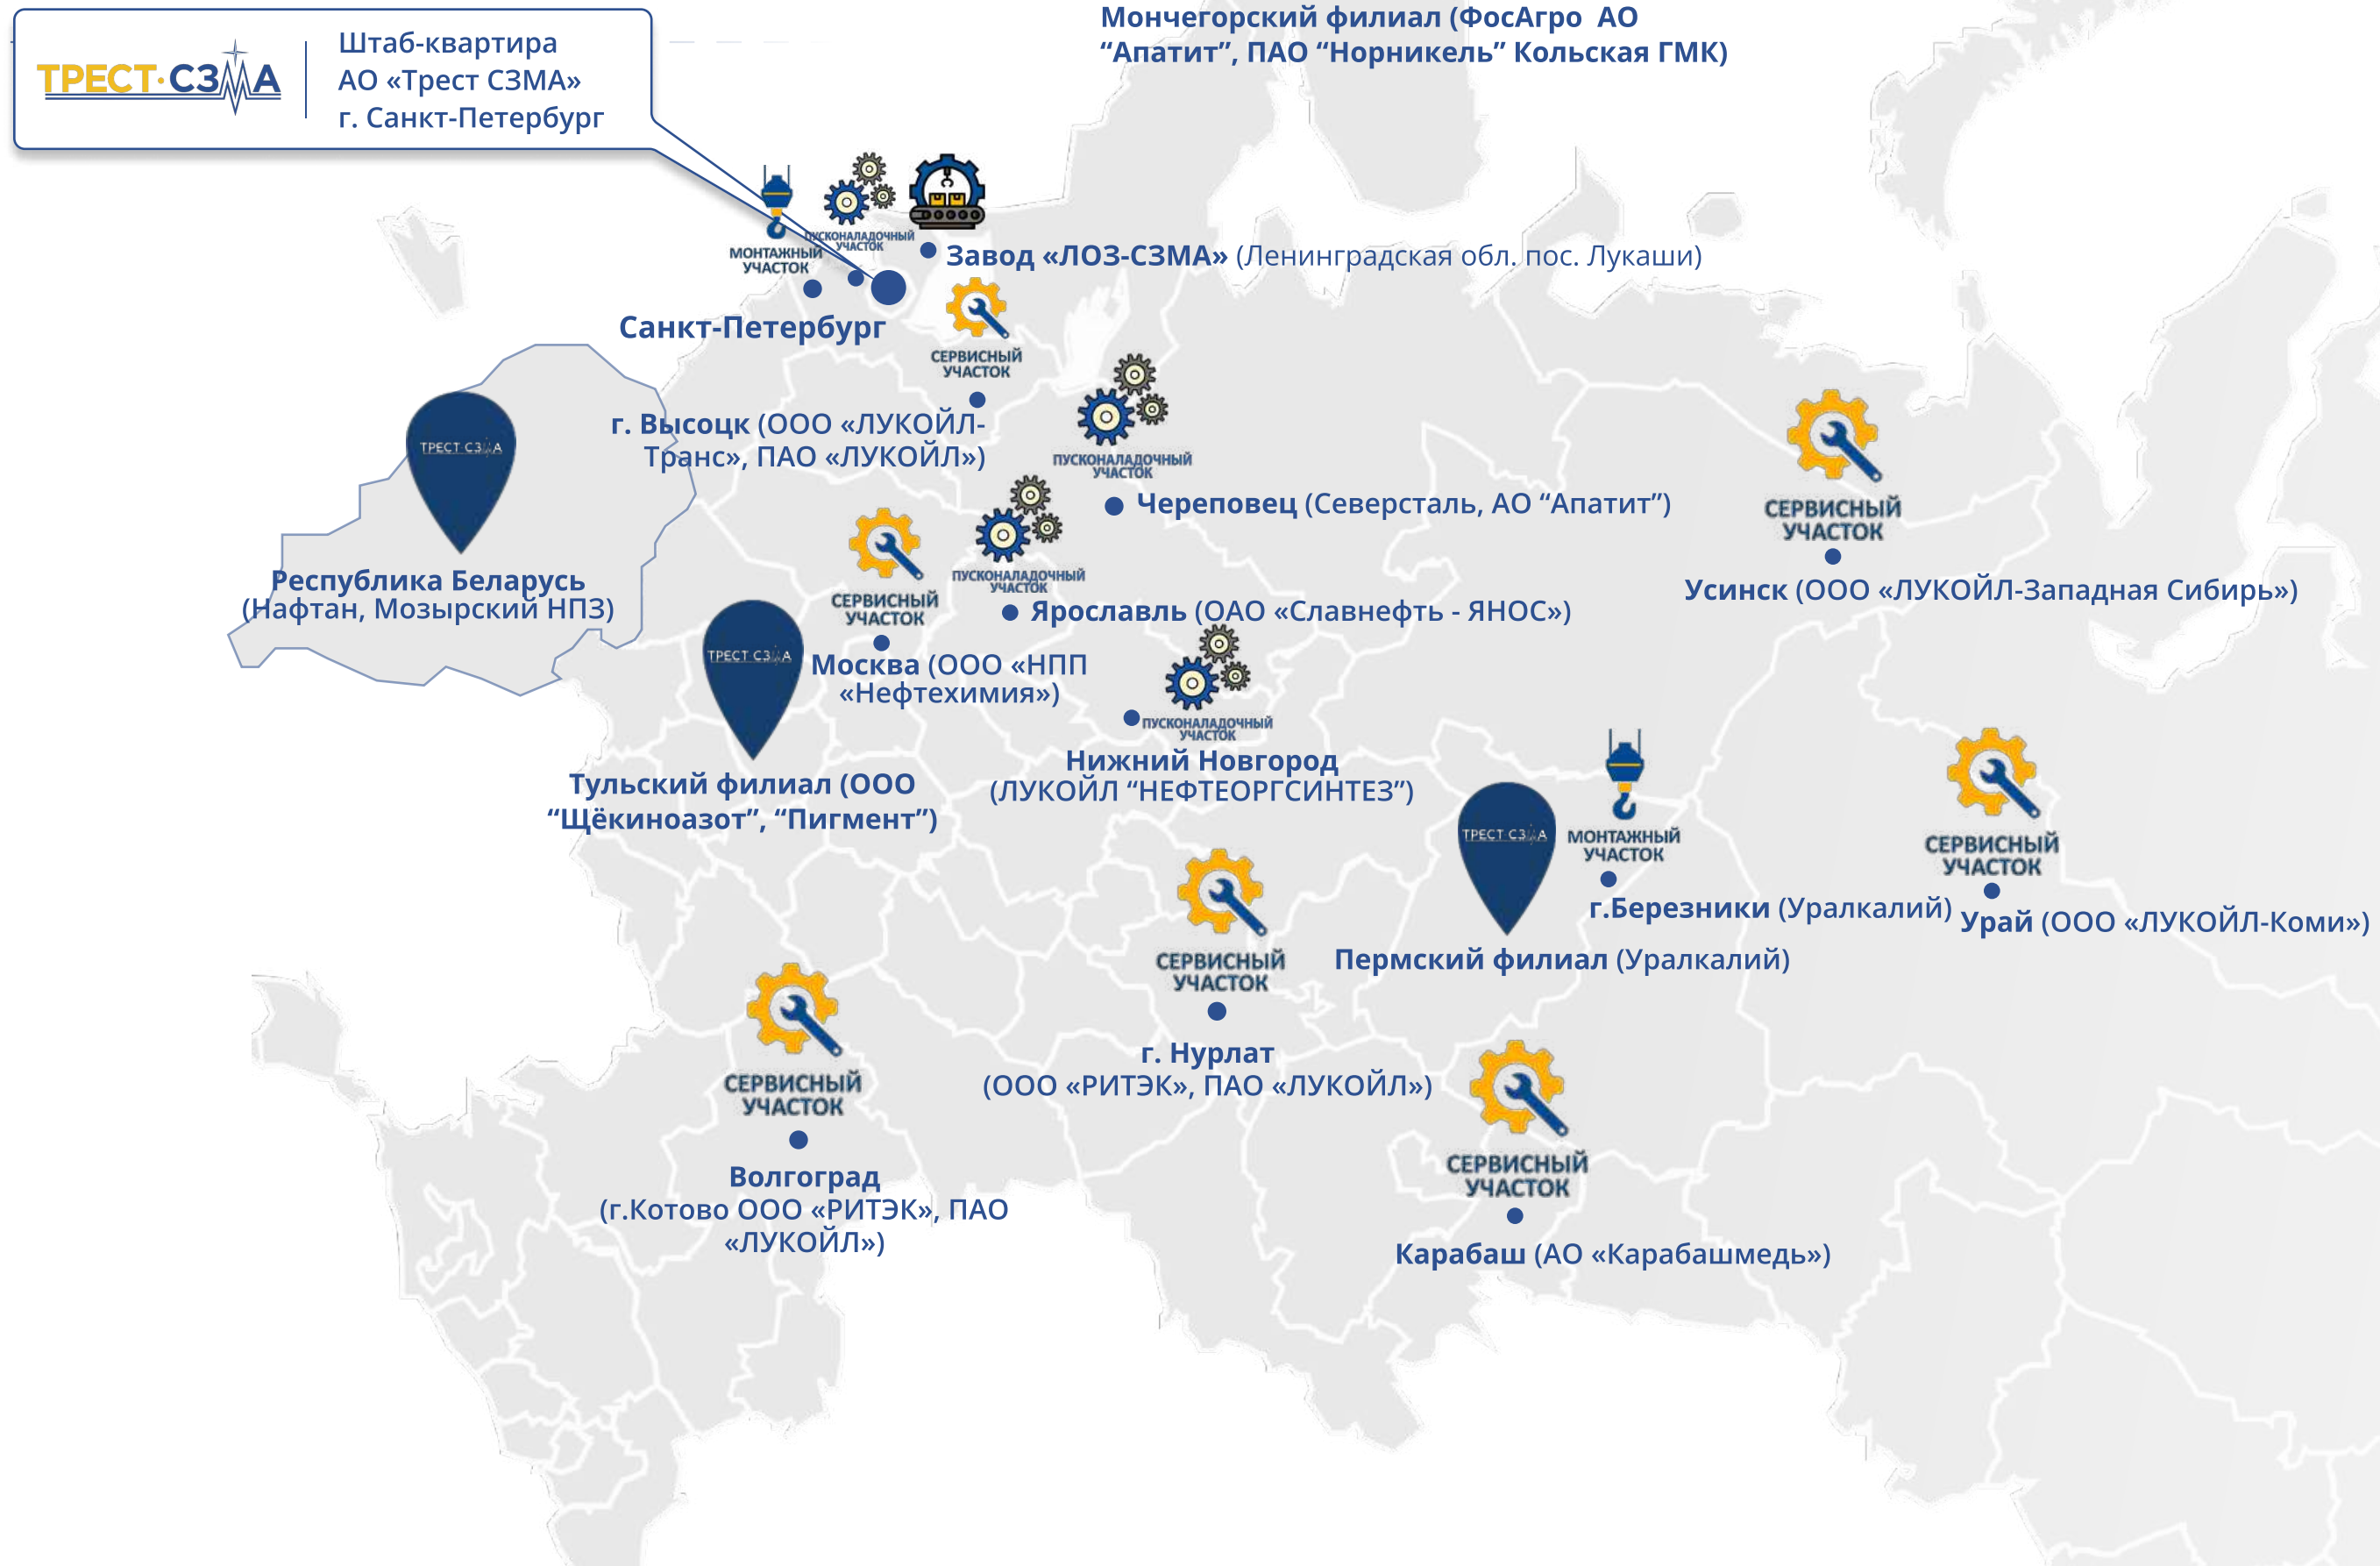 Мончегорский филиал (ФосАгро АО
“Апатит”, ПАО “Норникель” Кольская ГМК)
ТРЕСТ·СЗМА
Штаб-квартира
АО «Трест СЗМА»
г. Санкт-Петербург
МОНТАЖНЫЙ
УЧАСТОК
ПУСКОНАЛАДОЧНЫЙ
УЧАСТОК
Завод «ЛОЗ-СЗМА» (Ленинградская обл. пос. Лукаши)
Санкт-Петербург
СЕРВИСНЫЙ
УЧАСТОК
г. Высоцк (ООО «ЛУКОЙЛ-
Транс», ПАО «ЛУКОЙЛ»)
ПУСКОНАЛАДОЧНЫЙ
УЧАСТОК
Череповец (Северсталь, АО “Апатит”)
ТРЕСТ СЗМА
Республика Беларусь
(Нафтан, Мозырский НПЗ)
СЕРВИСНЫЙ
УЧАСТОК
Усинск (ООО «ЛУКОЙЛ-Западная Сибирь»)
ПУСКОНАЛАДОЧНЫЙ
УЧАСТОК
Ярославль (ОАО «Славнефть - ЯНОС»)
СЕРВИСНЫЙ
УЧАСТОК
Москва (ООО «НПП
«Нефтехимия»)
ТРЕСТ СЗМА
Тульский филиал (ООО
“Щёкиноазот”, “Пигмент”)
ПУСКОНАЛАДОЧНЫЙ
УЧАСТОК
Нижний Новгород
(ЛУКОЙЛ “НЕФТЕОРГСИНТЕЗ”)
ТРЕСТ СЗМА
МОНТАЖНЫЙ
УЧАСТОК
г.Березники (Уралкалий)
Пермский филиал (Уралкалий)
СЕРВИСНЫЙ
УЧАСТОК
Урай (ООО «ЛУКОЙЛ-Коми»)
СЕРВИСНЫЙ
УЧАСТОК
г. Нурлат
(ООО «РИТЭК», ПАО «ЛУКОЙЛ»)
СЕРВИСНЫЙ
УЧАСТОК
Волгоград
(г.Котово ООО «РИТЭК», ПАО
«ЛУКОЙЛ»)
СЕРВИСНЫЙ
УЧАСТОК
Карабаш (АО «Карабашмедь»)